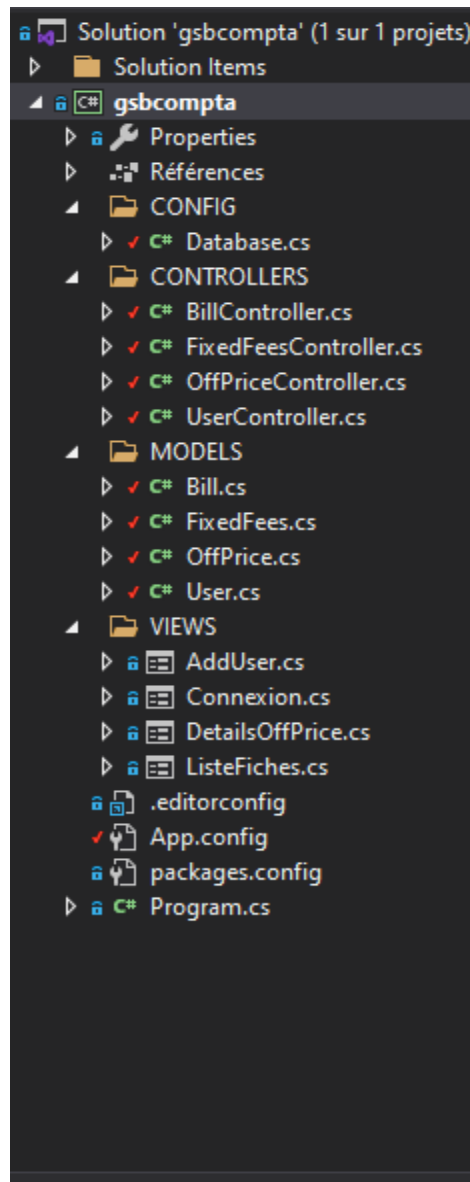 Solution 'gsbcompta' (1 sur 1 projets)
Solution Items
C# gsbcompta
Properties
Références
CONFIG
C# Database.cs
CONTROLLERS
C# BillController.cs
C# FixedFeesController.cs
C# OffPriceController.cs
C# UserController.cs
MODELS
C# Bill.cs
C# FixedFees.cs
C# OffPrice.cs
C# User.cs
VIEWS
AddUser.cs
Connexion.cs
DetailsOffPrice.cs
ListeFiches.cs
.editorconfig
App.config
packages.config
C# Program.cs